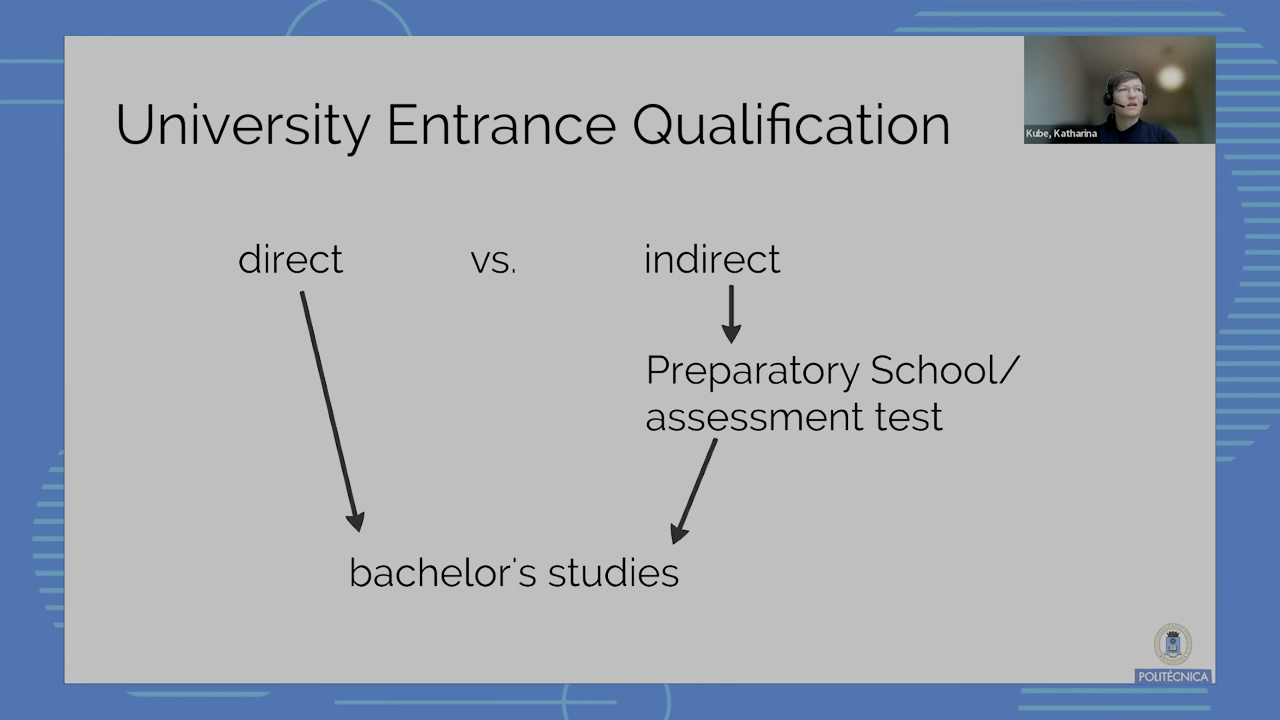 University Entrance Qualification
Kube, Katharina
direct vs. indirect
Preparatory School/
assessment test
bachelor's studies
POLITÉCNICA